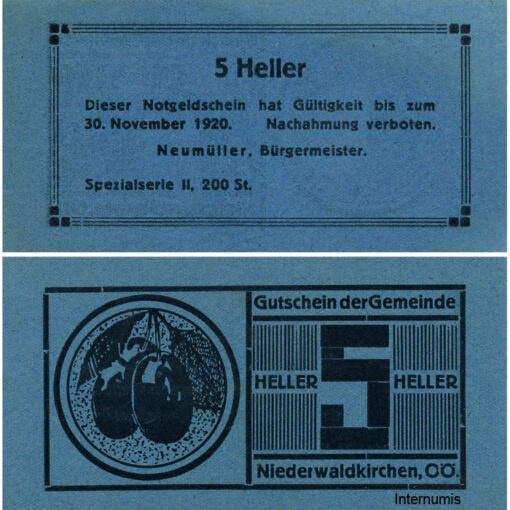 5 Heller
Dieser Notgeldschein hat Gültigkeit bis zum
30. November 1920. Nachahmung verboten.
Neumüller, Bürgermeister.
Spezialserie II, 200 St.
Gutschein der Gemeinde
HELLER 5 HELLER
Niederwaldkirchen, OÖ.
Internumis